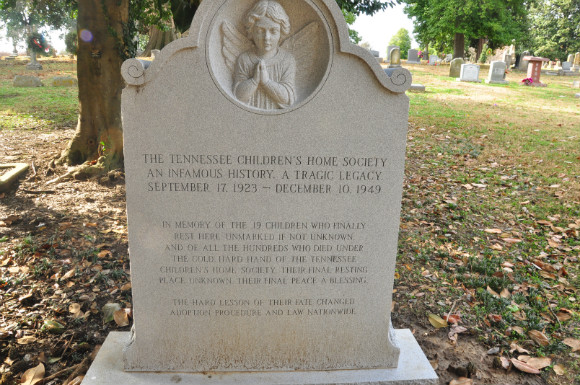 THE TENNESSEE CHILDREN'S HOME SOCIETY
AN INFAMOUS HISTORY, A TRAGIC LEGACY
SEPTEMBER 17, 1923 – DECEMBER 10, 1949
IN MEMORY OF THE 19 CHILDREN WHO FINALLY
REST HERE UNMARKED IF NOT UNKNOWN,
AND OF ALL THE HUNDREDS WHO DIED UNDER
THE COLD, HARD HAND OF THE TENNESSEE
CHILDREN'S HOME SOCIETY. THEIR FINAL RESTING
PLACE UNKNOWN. THEIR FINAL PEACE A BLESSING.
THE HARD LESSON OF THEIR FATE CHANGED
ADOPTION PROCEDURE AND LAW NATIONWIDE.